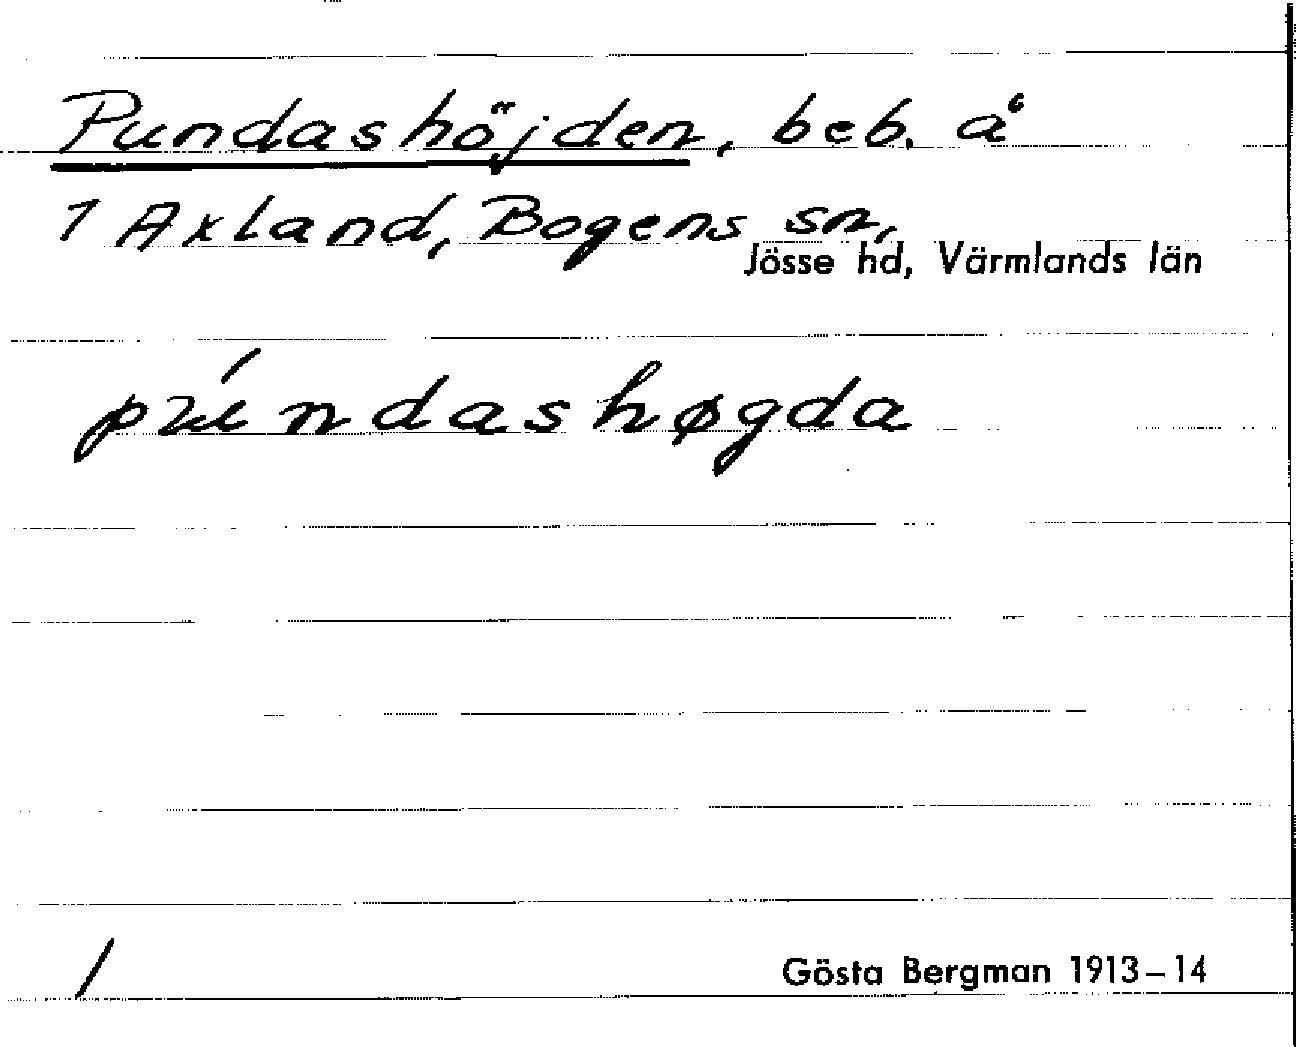 Pundashöjden, beb. å
1 Axland, Bogens sn,
Jösse hd, Värmlands län
púndashøgda
/
Gösta Bergman 1913–14